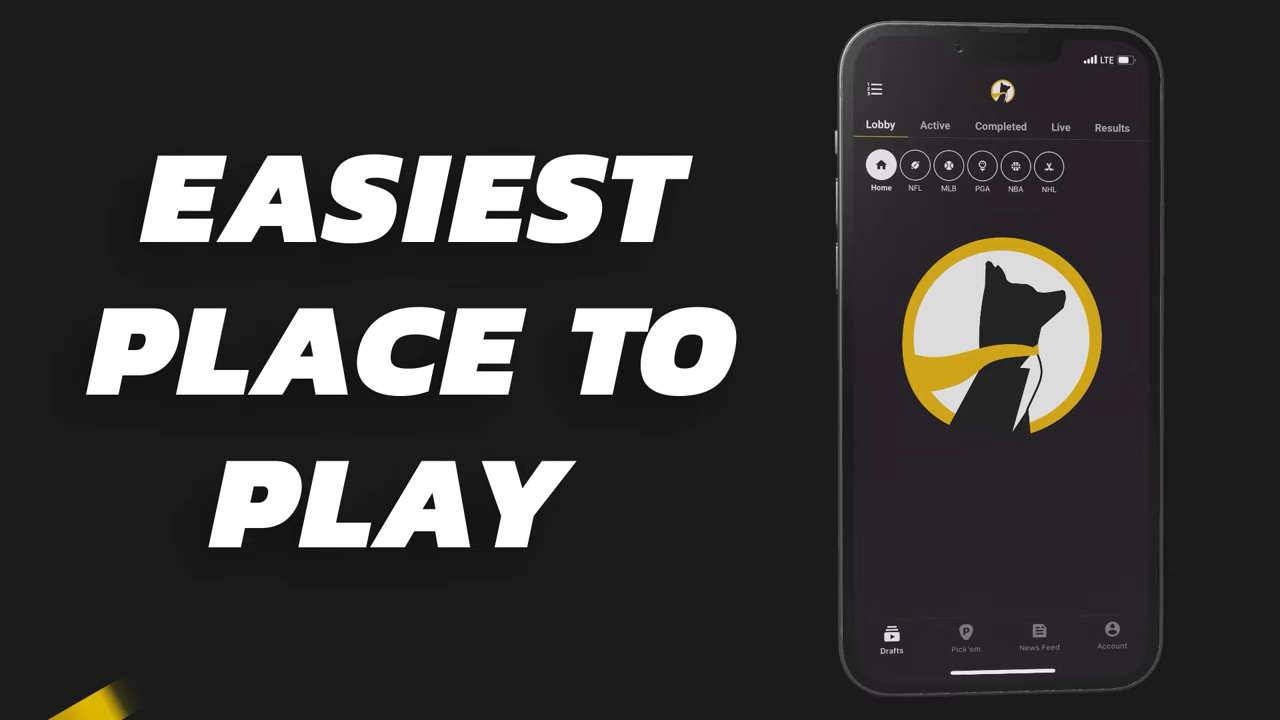 EASIEST
PLACE TO
PLAY
LTE
Lobby Active Completed Live Results
Home NFL MLB PGA NBA NHL
Drafts Pick'em News Feed Account